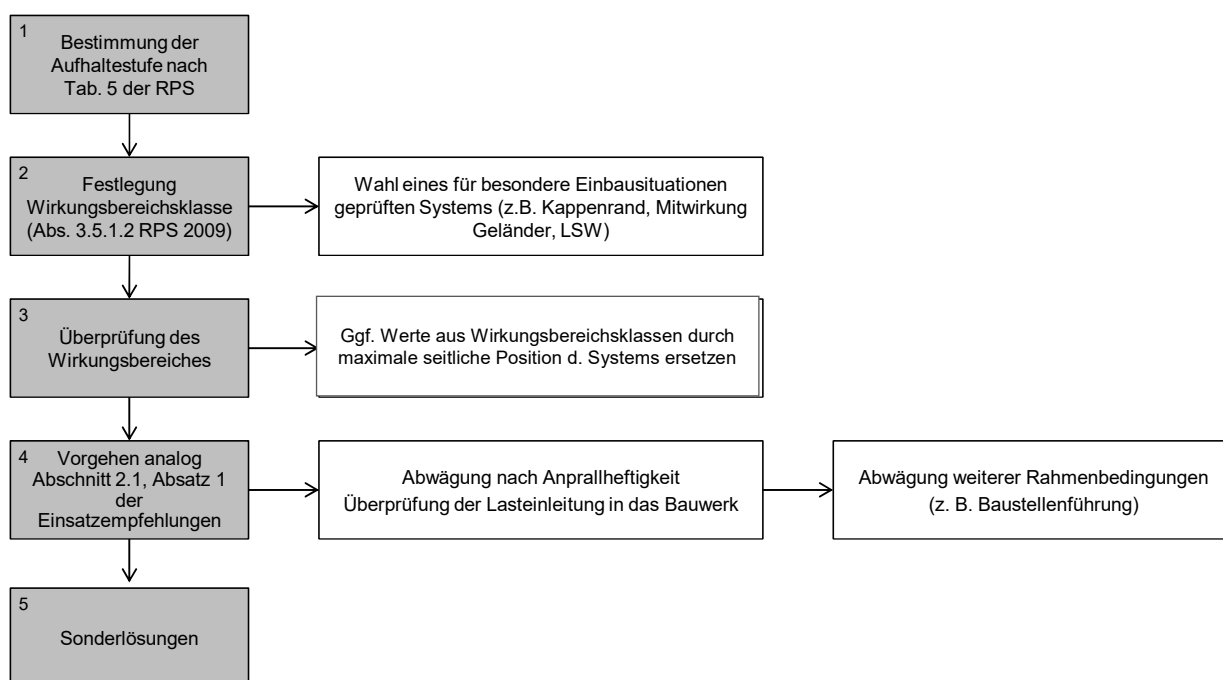 1
Bestimmung der
Aufhaltestufe nach
Tab. 5 der RPS
2
Festlegung
Wirkungsbereichsklasse
(Abs. 3.5.1.2 RPS 2009)
Wahl eines für besondere Einbausituationen
geprüften Systems (z.B. Kappenrand, Mitwirkung
Geländer, LSW)
3
Überprüfung des
Wirkungsbereiches
Ggf. Werte aus Wirkungsbereichsklassen durch
maximale seitliche Position d. Systems ersetzen
4
Vorgehen analog
Abschnitt 2.1, Absatz 1
der
Einsatzempfehlungen
Abwägung nach Anprallheftigkeit
Überprüfung der Lasteinleitung in das Bauwerk
Abwägung weiterer Rahmenbedingungen
(z. B. Baustellenführung)
5
Sonderlösungen